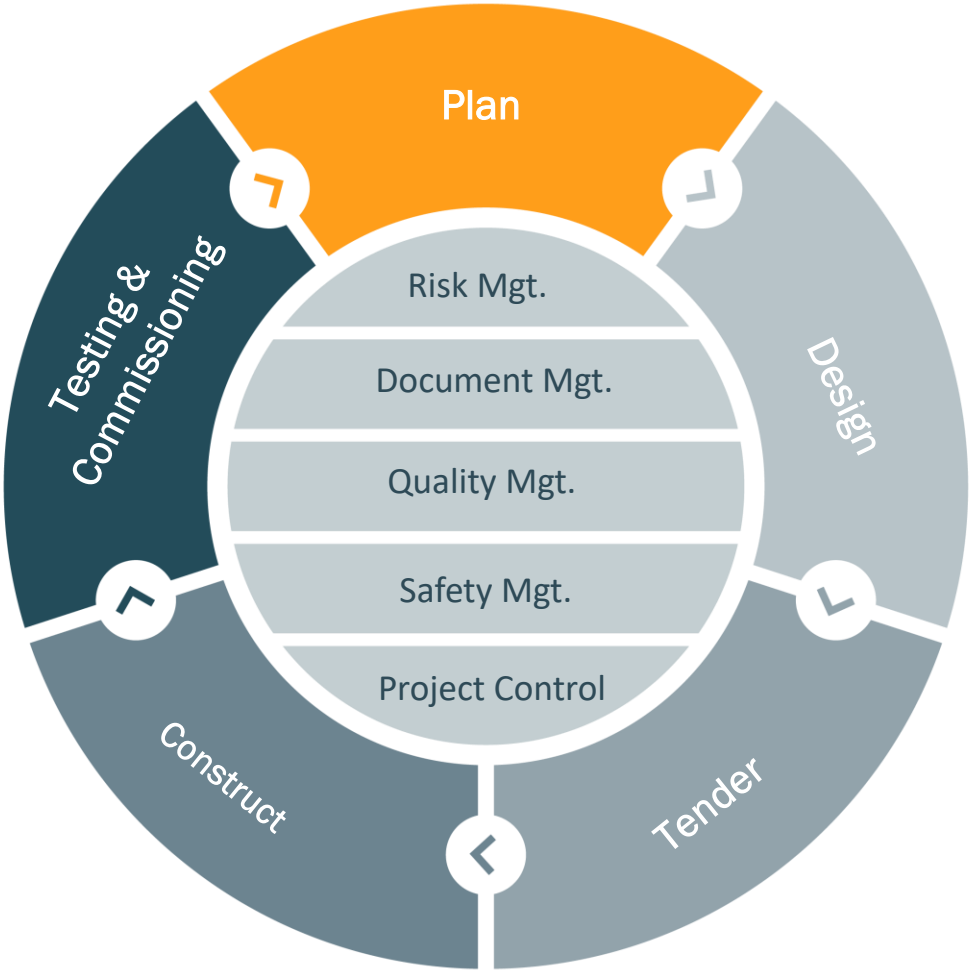 Plan
Design
Tender
Construct
Testing &
Commissioning
Risk Mgt.
Document Mgt.
Quality Mgt.
Safety Mgt.
Project Control